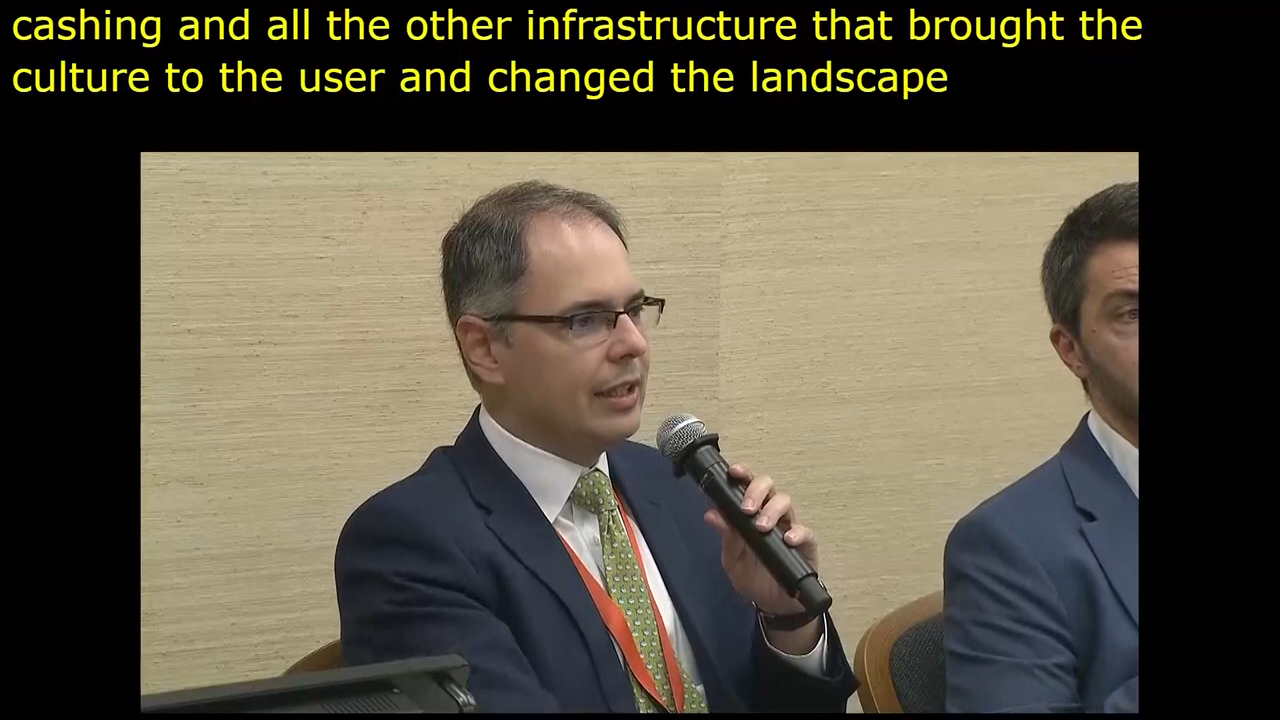 cashing and all the other infrastructure that brought the
culture to the user and changed the landscape